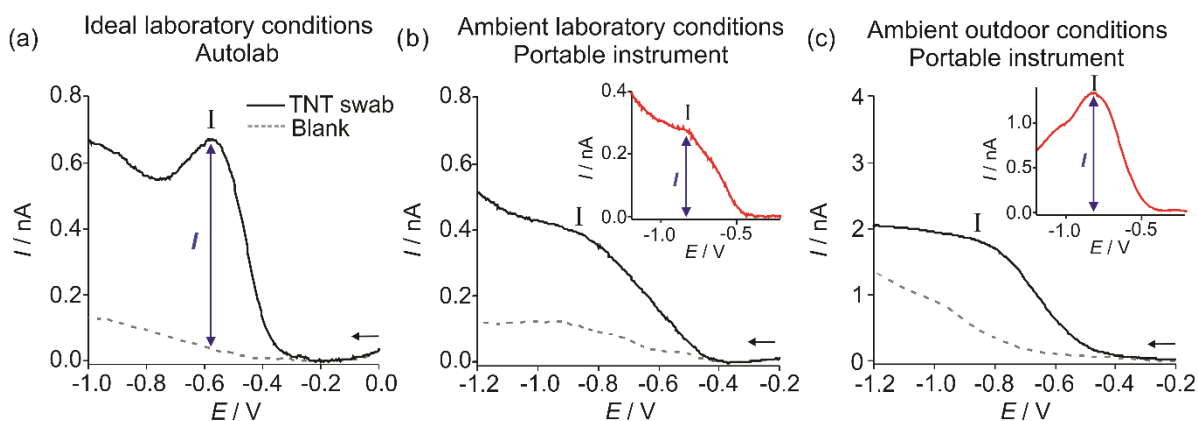 (a)
Ideal laboratory conditions
Autolab
I / nA
0.8
0.6
0.4
0.2
0.0
I
TNT swab
Blank
I
-1.0 -0.8 -0.6 -0.4 -0.2 0.0
E / V
(b)
Ambient laboratory conditions
Portable instrument
I / nA
0.8
0.6
0.4
0.2
0.0
I
-1.2 -1.0 -0.8 -0.6 -0.4 -0.2
E / V
I / nA
0.4
0.2
0.0
I
I
-1.0 -0.5
E / V
(c)
Ambient outdoor conditions
Portable instrument
I / nA
4
3
2
1
0
I
-1.2 -1.0 -0.8 -0.6 -0.4 -0.2
E / V
I / nA
1.0
0.5
0.0
I
I
-1.0 -0.5
E / V